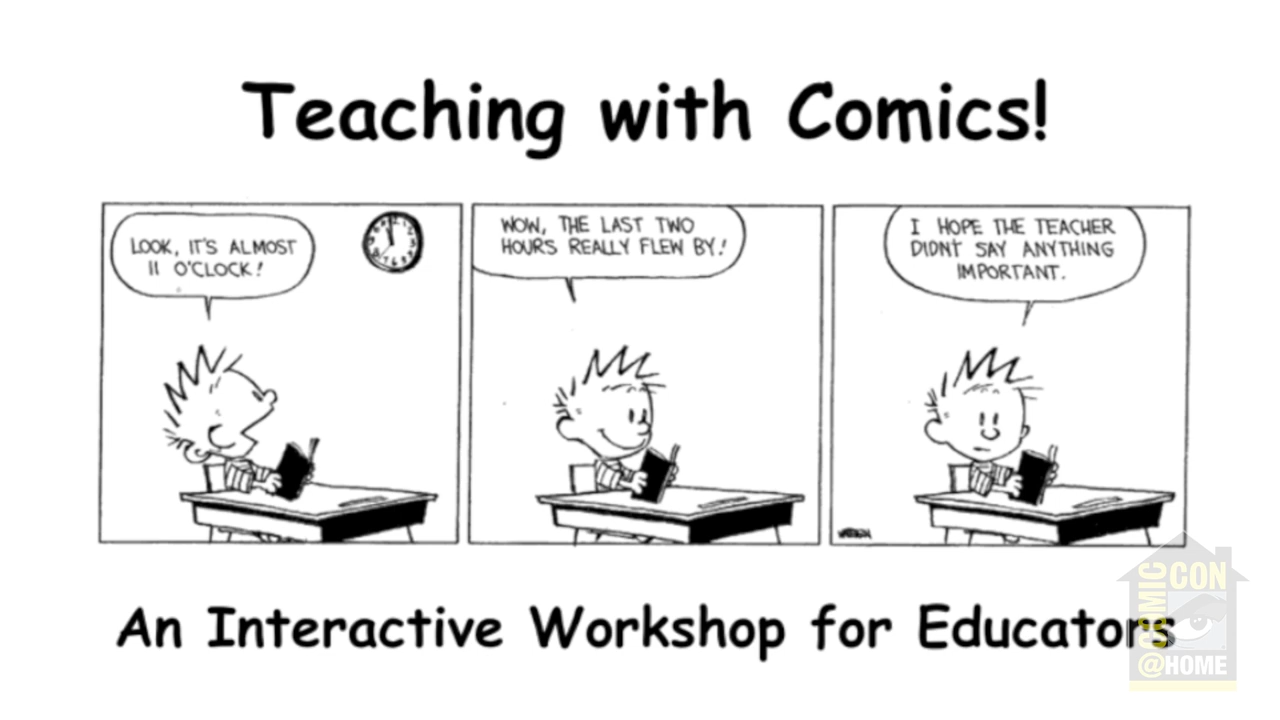 Teaching with Comics!
LOOK, IT'S ALMOST
11 O'CLOCK!
WOW, THE LAST TWO
HOURS REALLY FLEW BY!
I HOPE THE TEACHER
DIDN'T SAY ANYTHING
IMPORTANT.
An Interactive Workshop for Educators
COMIC
CON
@HOME